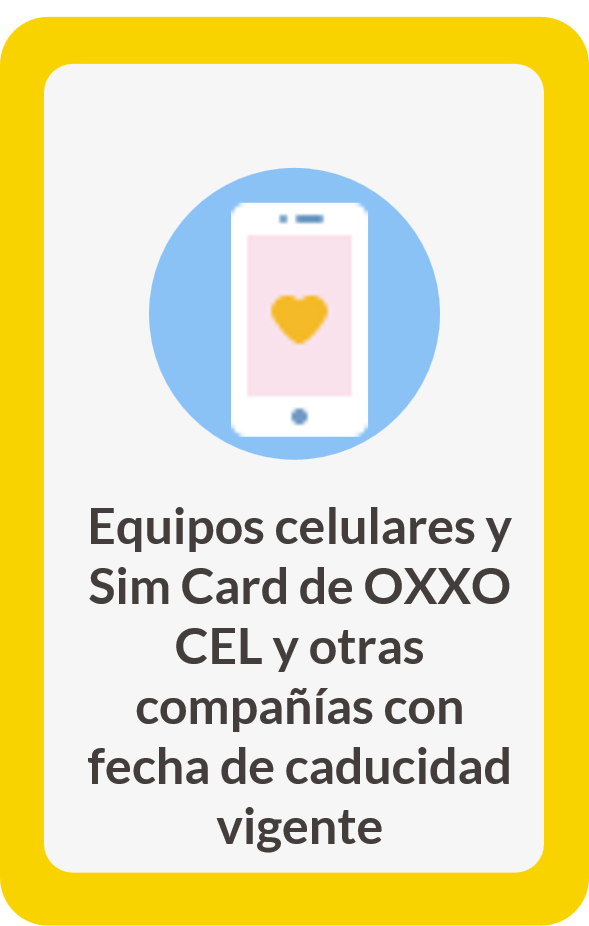 Equipos celulares y
Sim Card de OXXO
CEL y otras
compañías con
fecha de caducidad
vigente